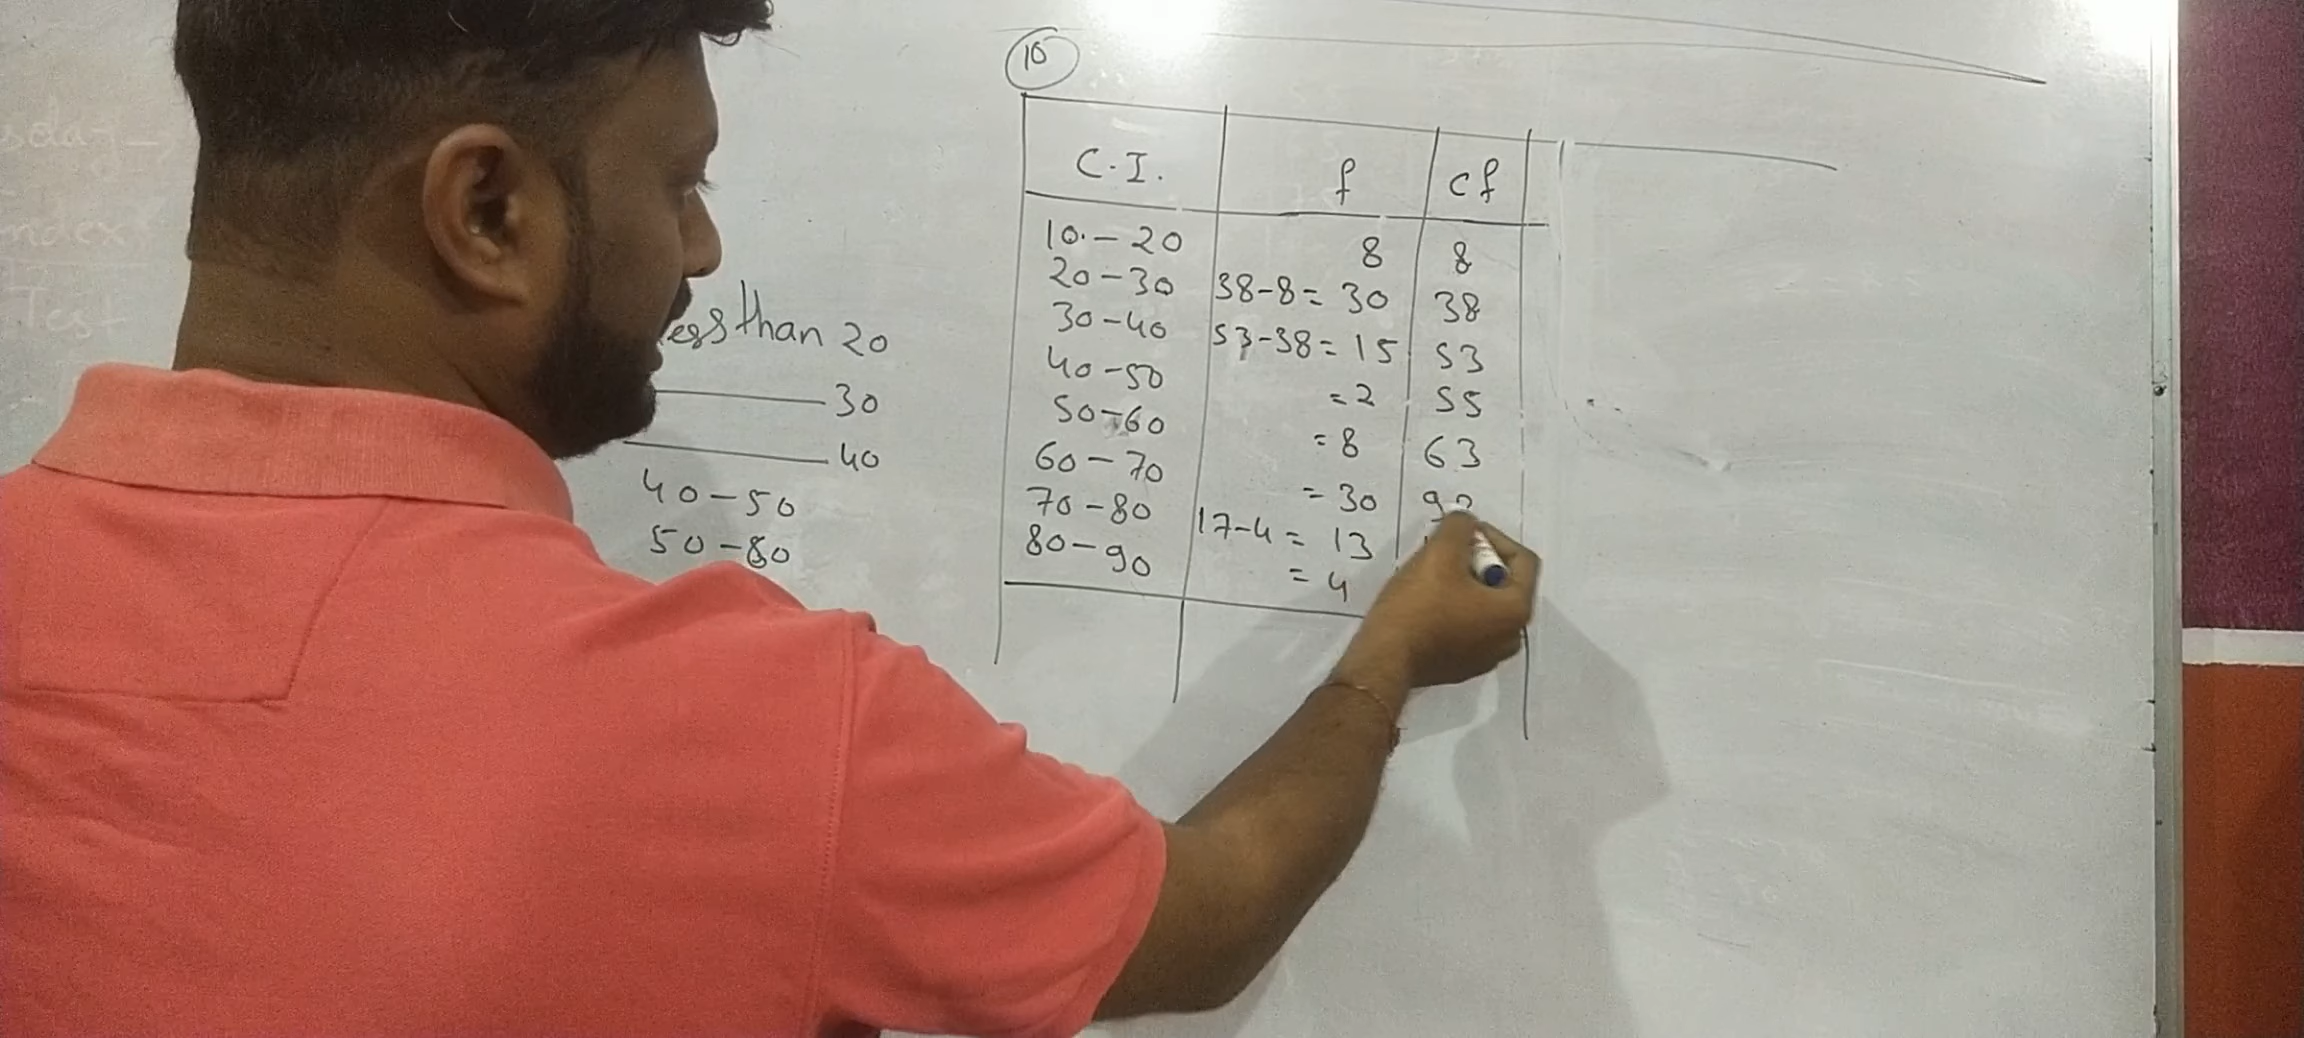 10
C.I. f cf
10 - 20 8 8
20 - 30 38-8= 30 38
30 - 40 53-38= 15 53
40 - 50 =2 55
50 - 60 =8 63
60 - 70 =30
70 - 80 17-4= 13
80 - 90 =4
than 20
30
40
40 - 50
50 - 80
Test